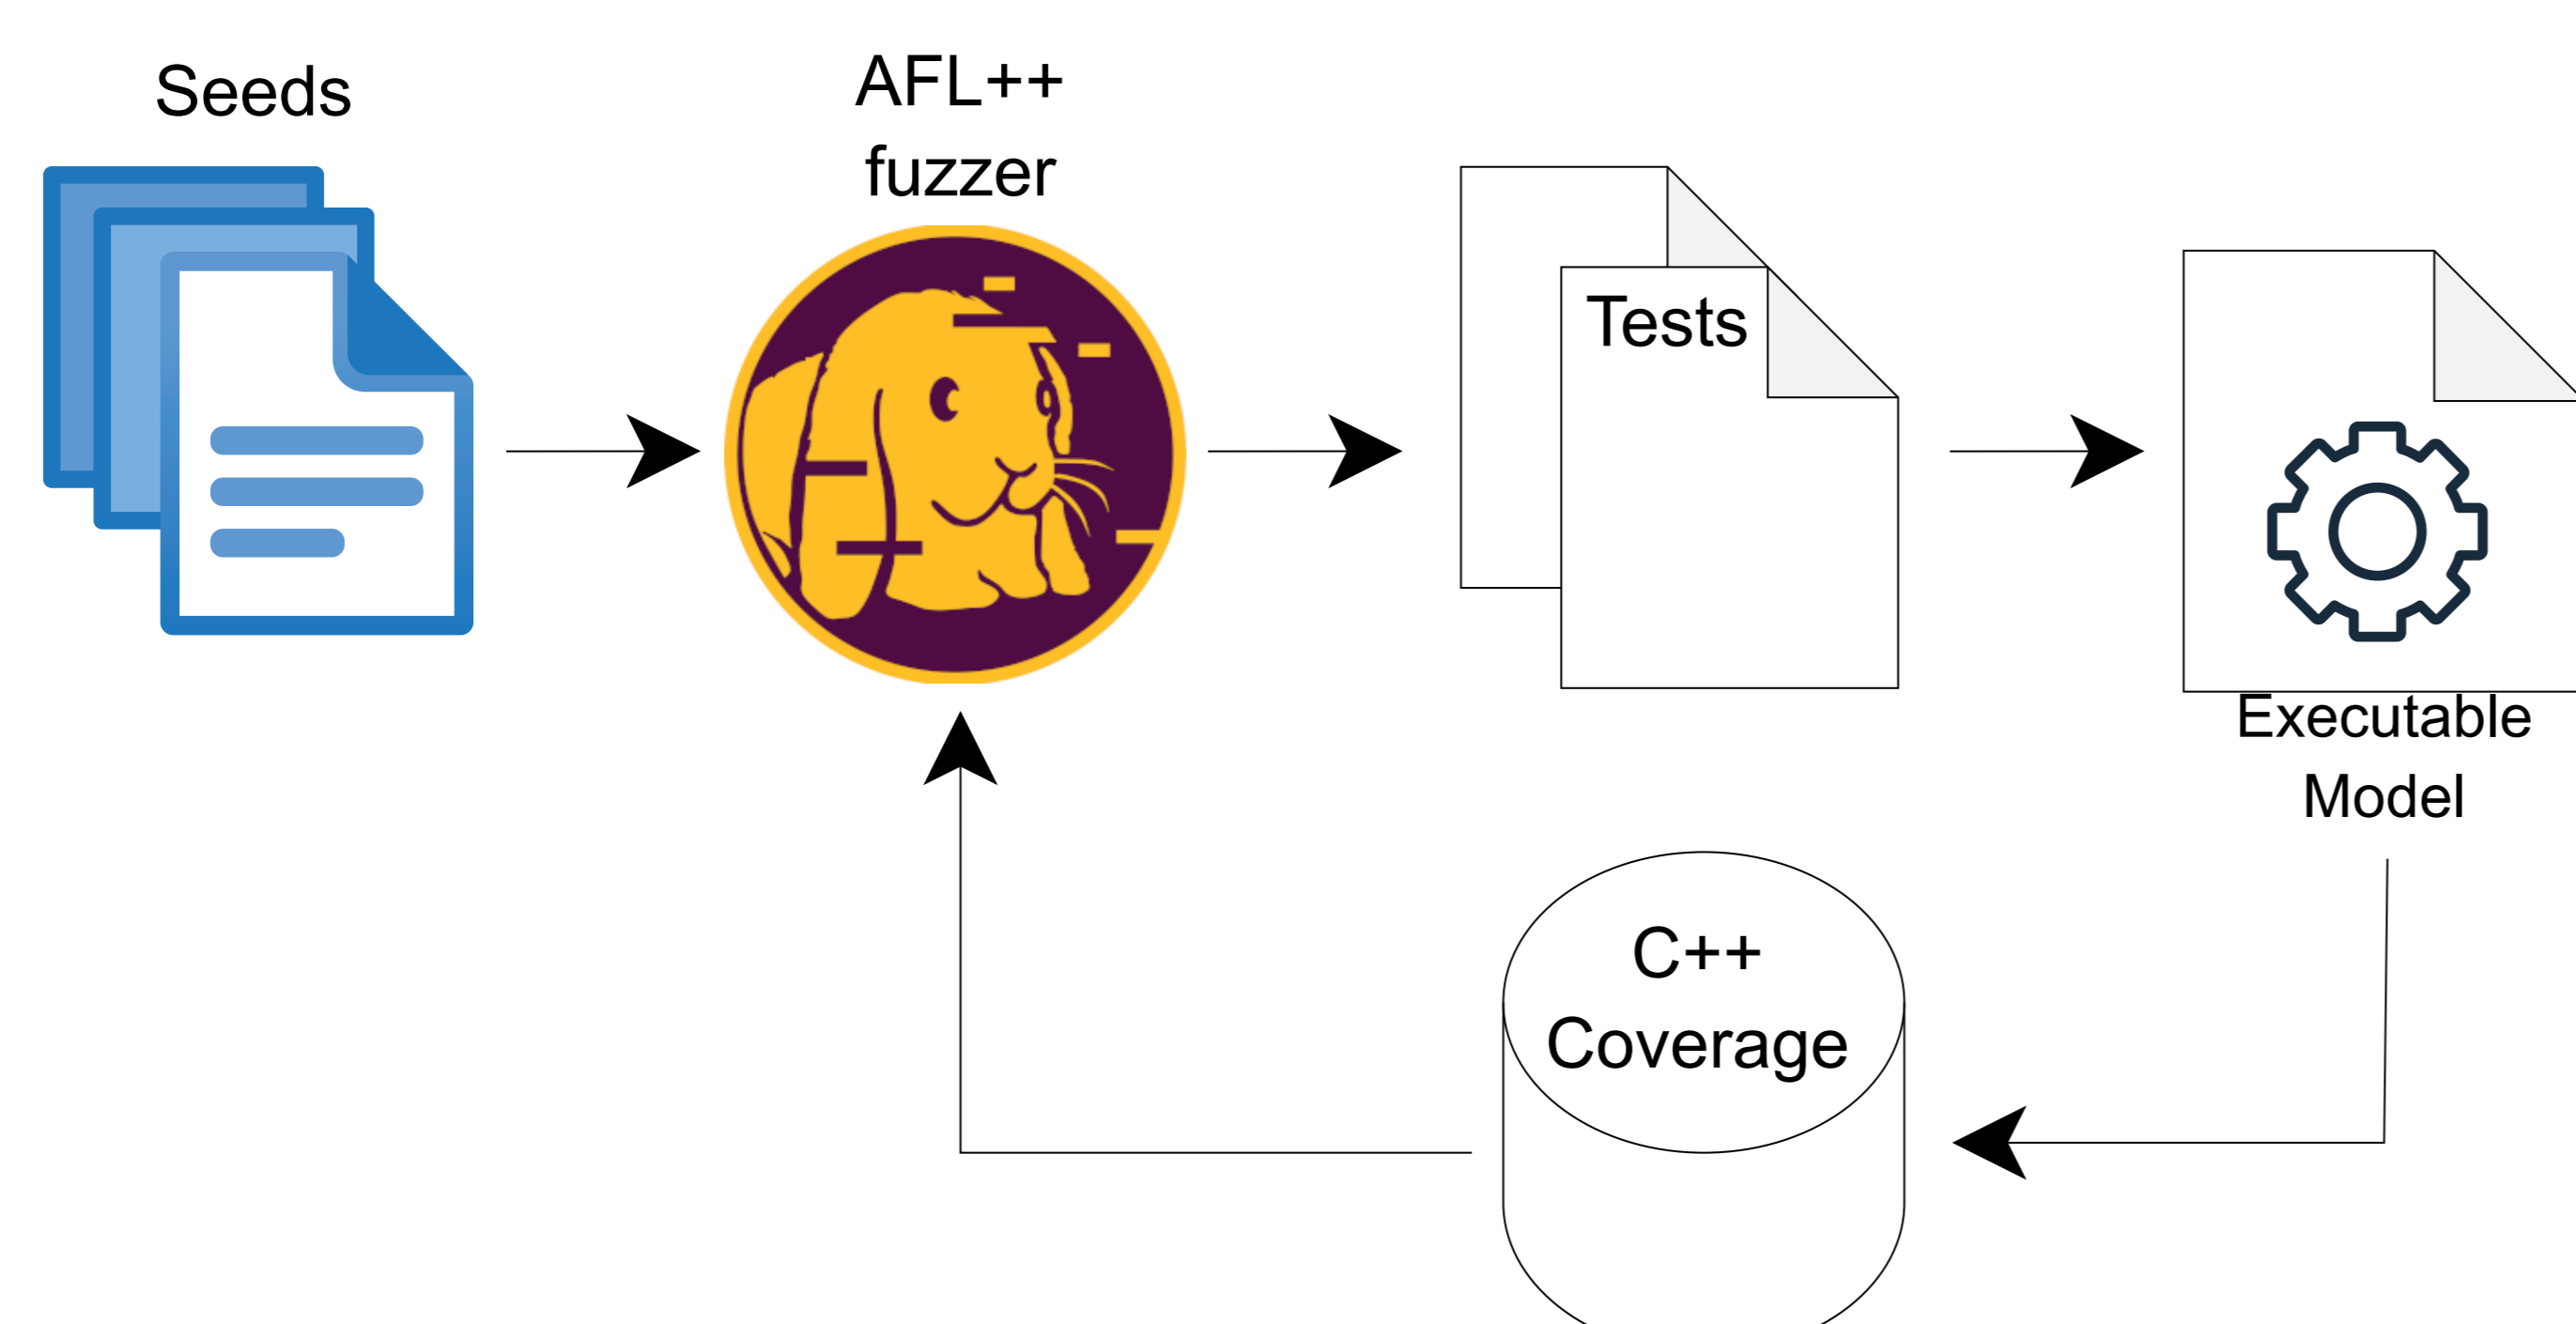 Seeds
AFL++
fuzzer
Tests
Executable
Model
C++
Coverage